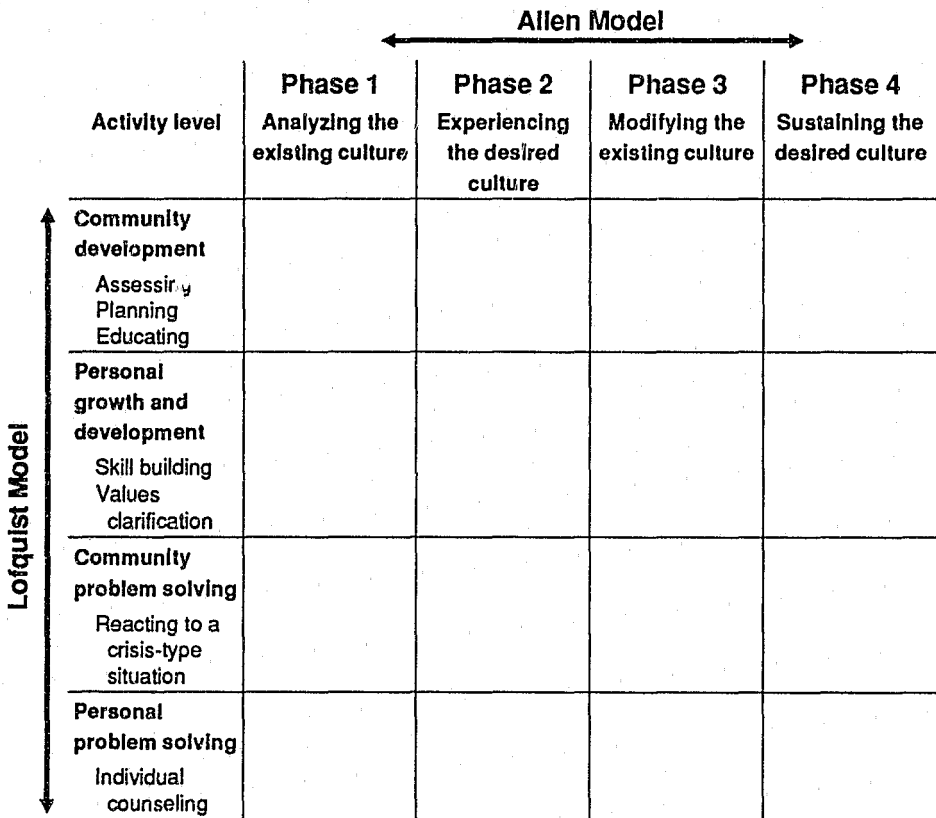 Allen Model
Phase 1
Phase 2
Phase 3
Phase 4
Activity level
Analyzing the
existing culture
Experiencing
the desired
culture
Modifying the
existing culture
Sustaining the
desired culture
Lofquist Model
Community
development
Assessing
Planning
Educating
Personal
growth and
development
Skill building
Values
clarification
Community
problem solving
Reacting to a
crisis-type
situation
Personal
problem solving
Individual
counseling